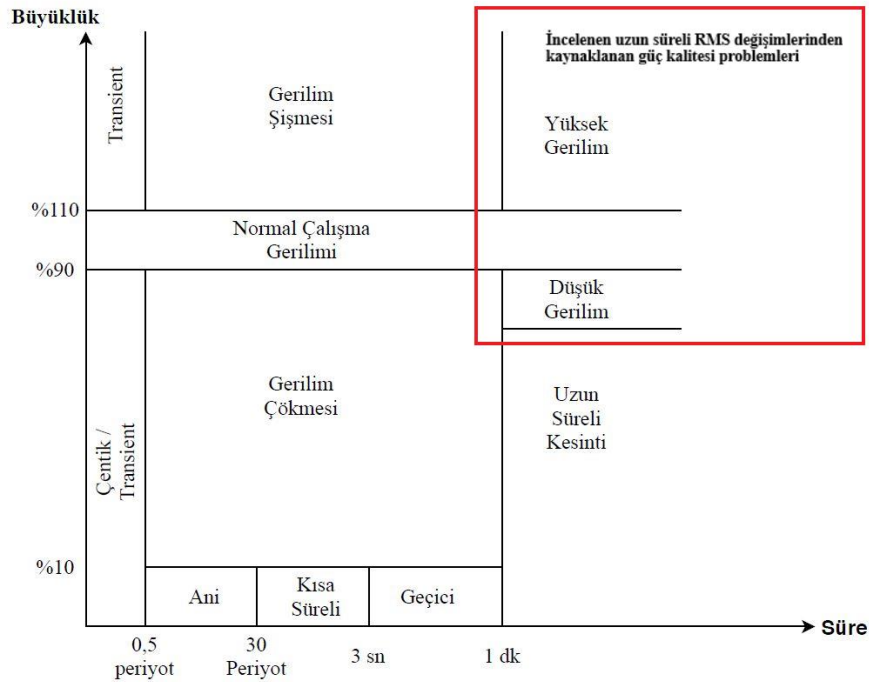 Büyüklük
İncelenen uzun süreli RMS değişimlerinden
kaynaklanan güç kalitesi problemleri
Transient
Gerilim
Şişmesi
Yüksek
Gerilim
%110
Normal Çalışma
Gerilimi
%90
Düşük
Gerilim
Gerilim
Çökmesi
Uzun
Süreli
Kesinti
Çentik /
Transient
%10
Ani
Kısa
Süreli
Geçici
Süre
0,5
periyot
30
Periyot
3 sn
1 dk